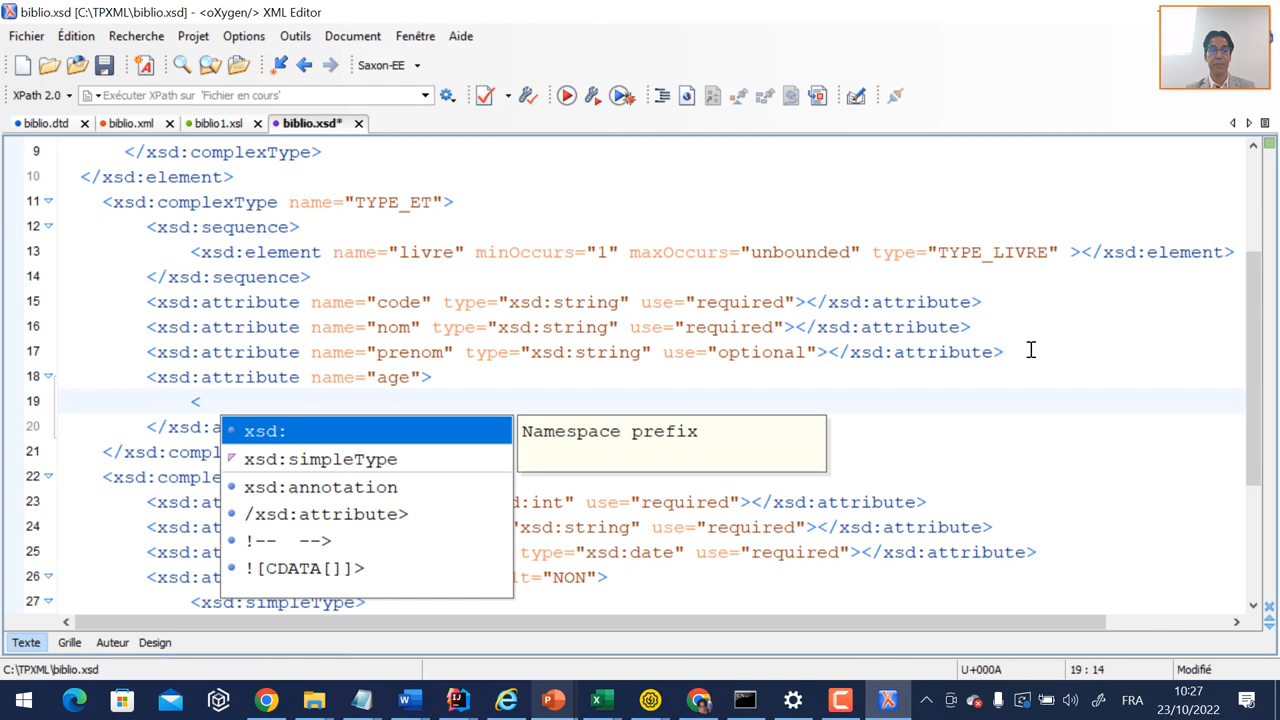 biblio.xsd [C:\TPXML\biblio.xsd] - <oXygen/> XML Editor
Fichier Édition Recherche Projet Options Outils Document Fenêtre Aide
Saxon-EE
XPath 2.0 Exécuter XPath sur 'Fichier en cours'
biblio.dtd biblio.xml biblio1.xsl biblio.xsd*
9 </xsd:complexType>
10 </xsd:element>
11 <xsd:complexType name="TYPE_ET">
12 <xsd:sequence>
13 <xsd:element name="livre" minOccurs="1" maxOccurs="unbounded" type="TYPE_LIVRE" ></xsd:element>
14 </xsd:sequence>
15 <xsd:attribute name="code" type="xsd:string" use="required"></xsd:attribute>
16 <xsd:attribute name="nom" type="xsd:string" use="required"></xsd:attribute>
17 <xsd:attribute name="prenom" type="xsd:string" use="optional"></xsd:attribute>
18 <xsd:attribute name="age">
19 <
20 </xsd:a
21 </xsd:compl
22 <xsd:comple
23 <xsd:at d:int" use="required"></xsd:attribute>
24 <xsd:at "xsd:string" use="required"></xsd:attribute>
25 <xsd:at type="xsd:date" use="required"></xsd:attribute>
26 <xsd:at lt="NON">
27 <xsd:simpleType>
xsd:
xsd:simpleType
xsd:annotation
/xsd:attribute>
!-- -->
![CDATA[]]>
Namespace prefix
Texte Grille Auteur Design
C:\TPXML\biblio.xsd U+000A 19 : 14 Modifié
FRA
10:27
23/10/2022